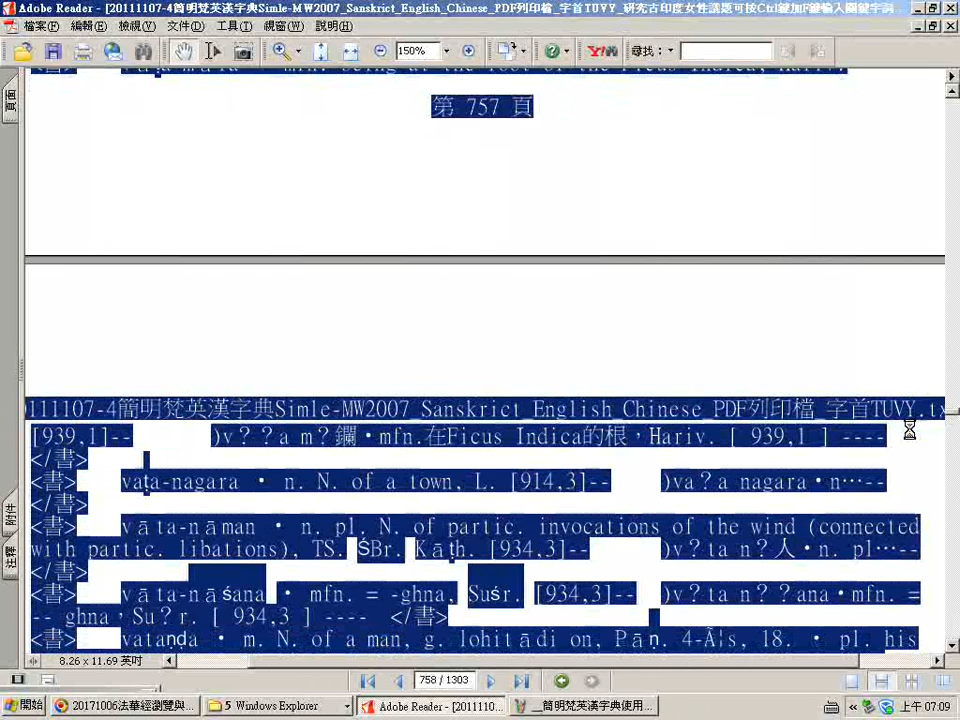 Adobe Reader - [20111107-4簡明梵英漢字典Simle-MW2007_Sanskrict_English_Chinese_PDF列印檔_字首TUVY_研究古印度女性議題可按Ctrl鍵加F鍵輸入關鍵字詞...
檔案(F) 編輯(E) 檢視(V) 文件(D) 工具(T) 視窗(W) 說明(H)
150% 尋找:
頁面
第 757 頁
111107-4簡明梵英漢字典Simle-MW2007_Sanskrict_English_Chinese_PDF列印檔_字首TUVY.tx
[939,1]-- )v??a m?鑭•mfn.在Ficus Indica的根，Hariv. [ 939,1 ] ----
</書>
<書> vaṭa-nagara • n. N. of a town, L. [914,3]-- )va?a nagara•n…--
</書>
<書> vāta-nāman • n. pl. N. of partic. invocations of the wind (connected
with partic. libations), TS. ŚBr. Kāṭh. [934,3]-- )v?ta n?人•n. pl…--
</書>
<書> vāta-nāśana • mfn. = -ghna, Suśr. [934,3]-- )v?ta n??ana•mfn. =
-- ghna，Su?r. [ 934,3 ] ---- </書>
<書> vataṇḍa • m. N. of a man, g. lohitādi on, Pāṇ. 4-Ã¡s, 18. • pl. his
附件
注釋
8.26 x 11.69 英吋
758 / 1303
開始 20171006法華經瀏覽與... 5 Windows Explorer Adobe Reader - [2011110... __簡明梵英字典使用... 上午 07:09